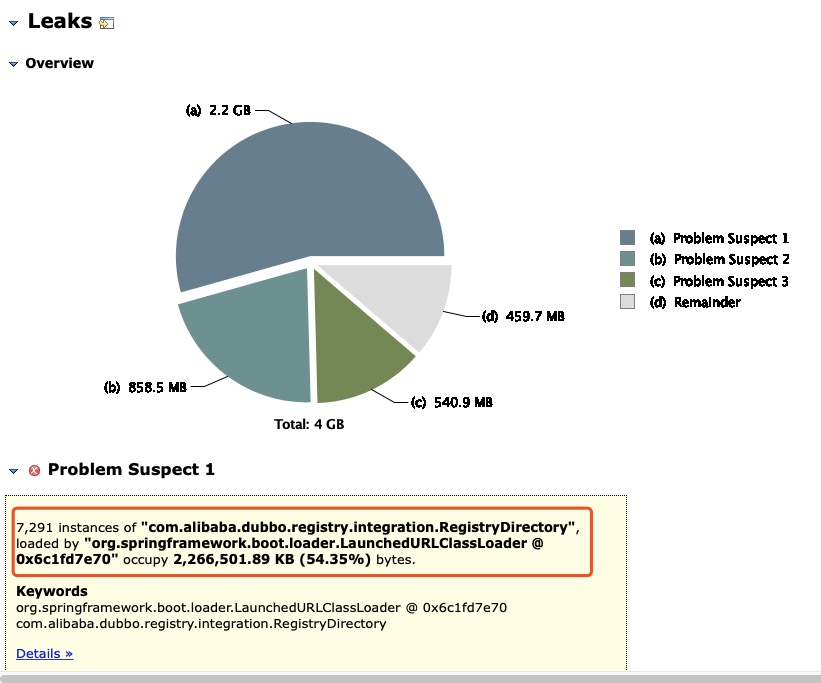 Leaks
Overview
(a) 2.2 GB
(a) Problem Suspect 1
(b) Problem Suspect 2
(c) Problem Suspect 3
(d) Remainder
(d) 459.7 MB
(b) 858.5 MB
(c) 540.9 MB
Total: 4 GB
Problem Suspect 1
7,291 instances of "com.alibaba.dubbo.registry.integration.RegistryDirectory",
loaded by "org.springframework.boot.loader.LaunchedURLClassLoader @
0x6c1fd7e70" occupy 2,266,501.89 KB (54.35%) bytes.
Keywords
org.springframework.boot.loader.LaunchedURLClassLoader @ 0x6c1fd7e70
com.alibaba.dubbo.registry.integration.RegistryDirectory
Details »